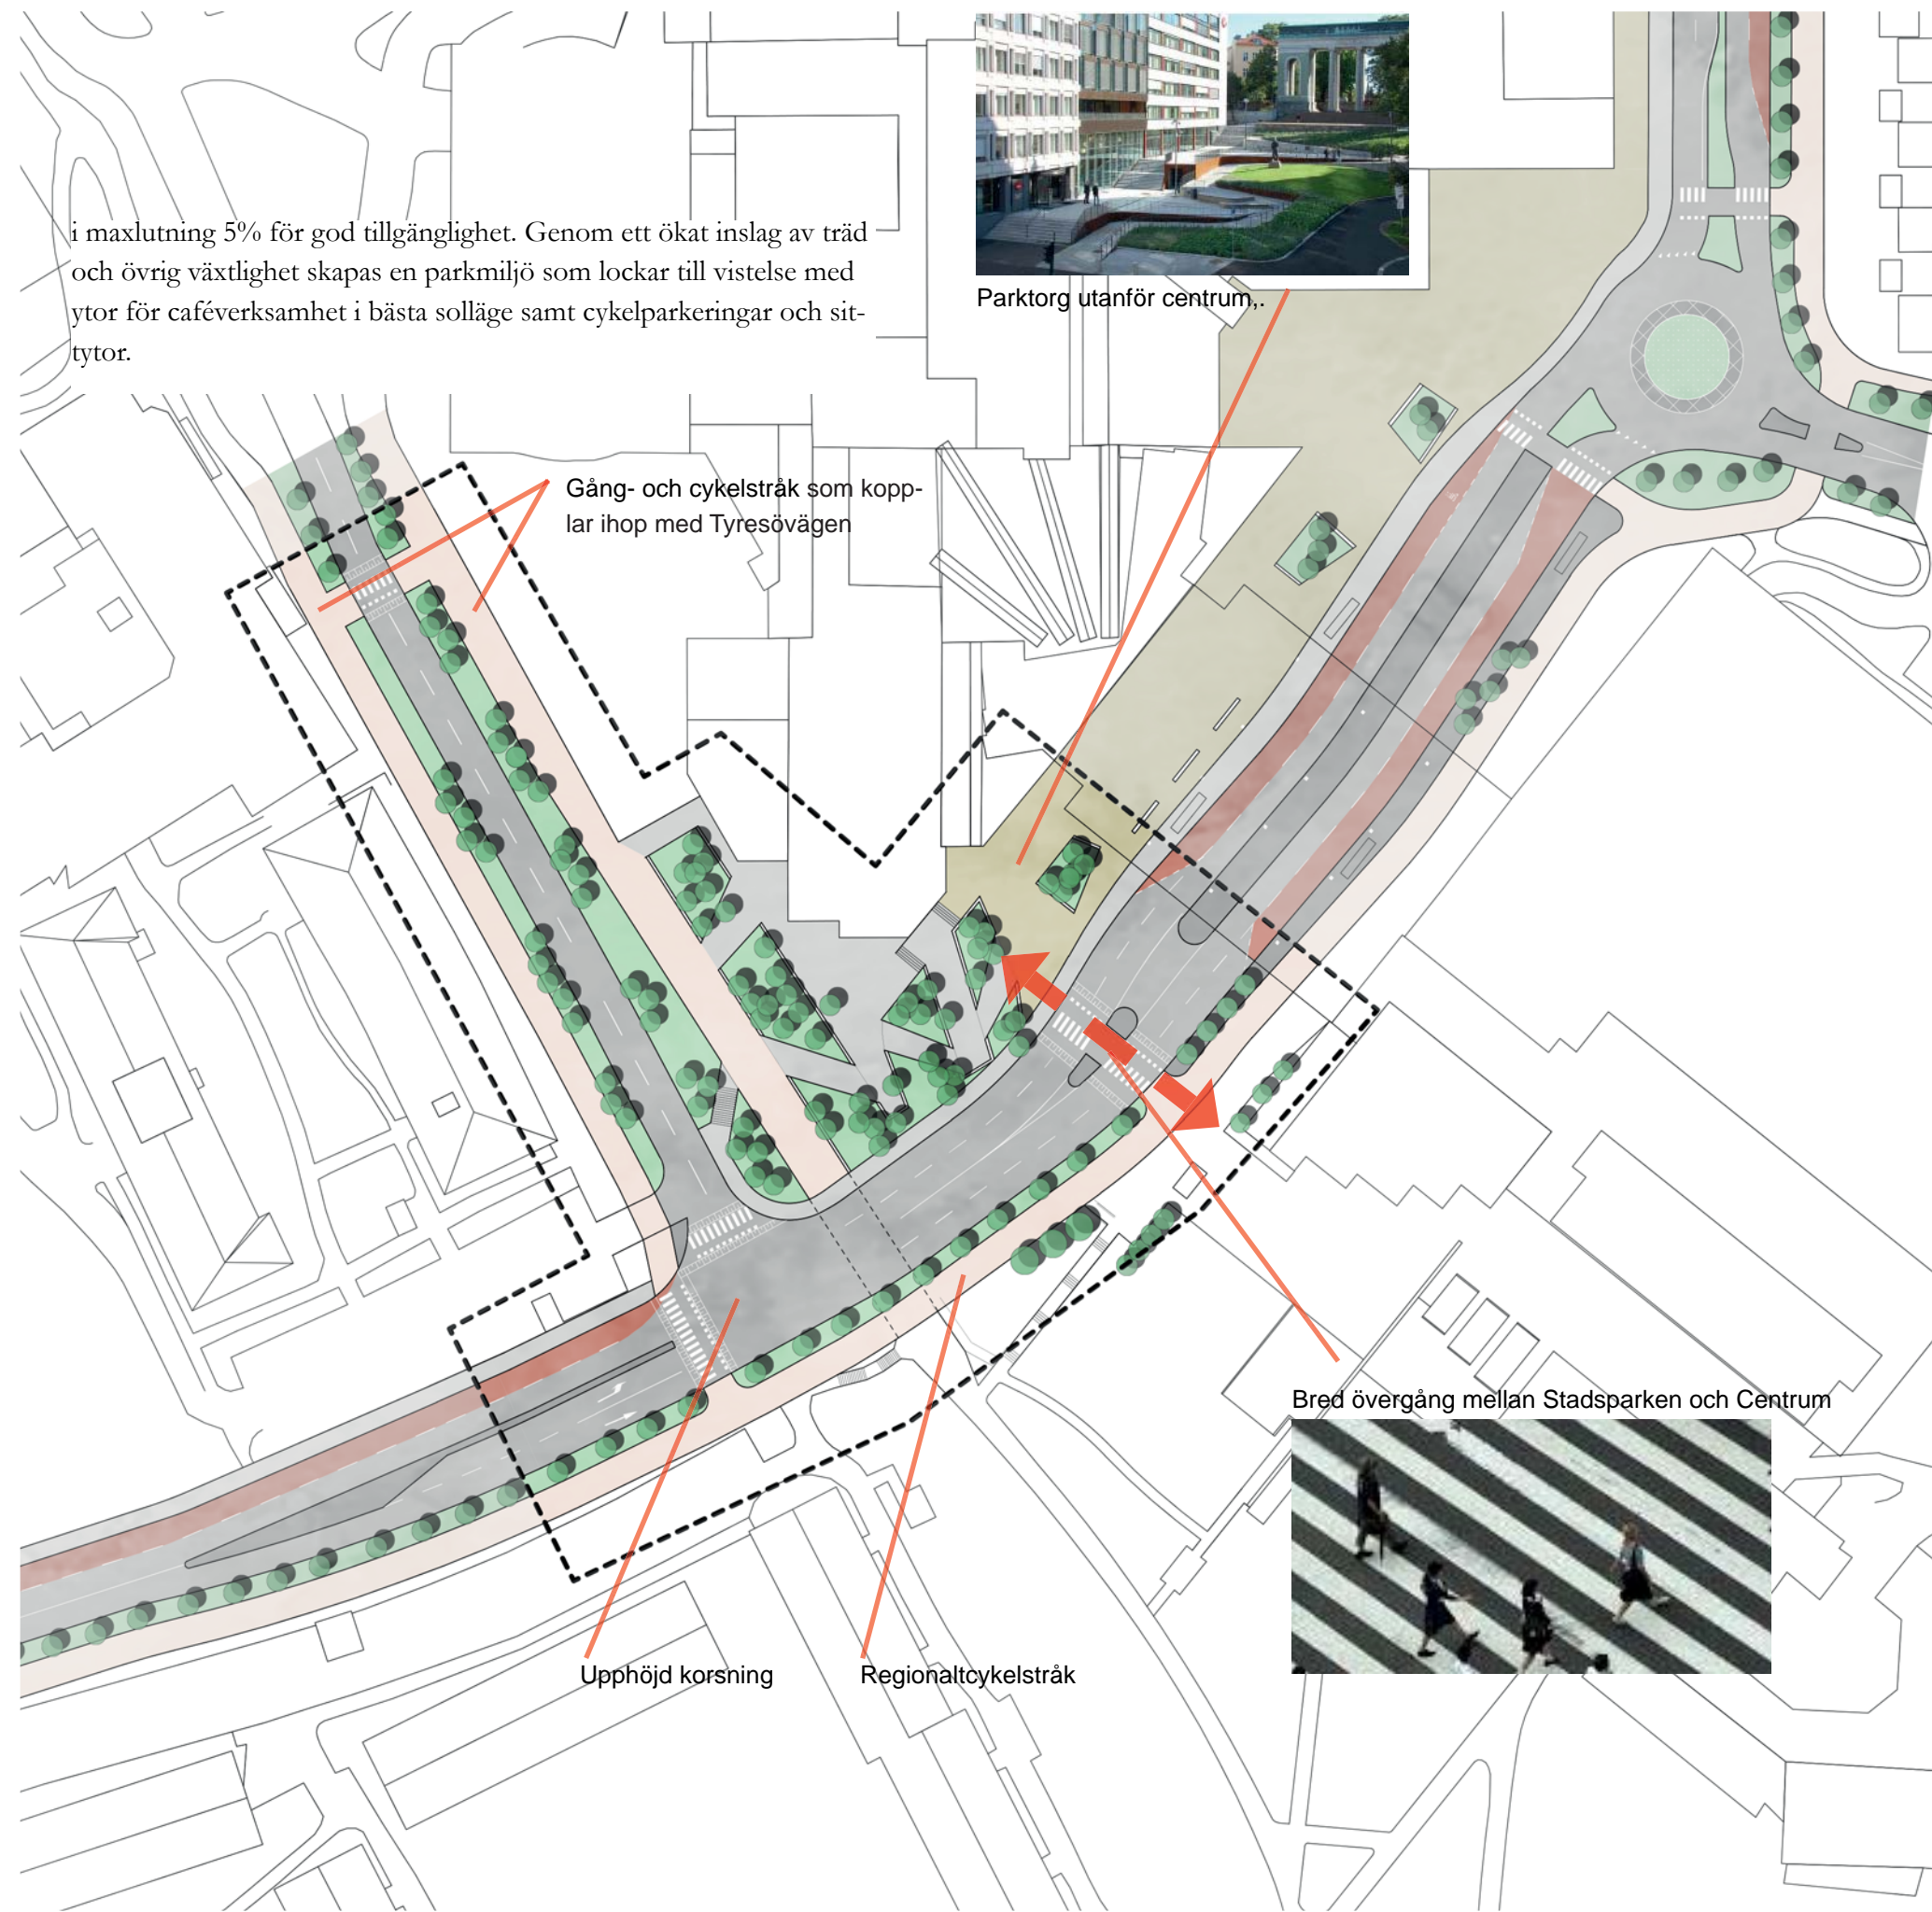 i maxlutning 5% för god tillgänglighet. Genom ett ökat inslag av träd
och övrig växtlighet skapas en parkmiljö som lockar till vistelse med
ytor för caféverksamhet i bästa solläge samt cykelparkeringar och sit-
tytor.
Parktorg utanför centrum,.
Gång- och cykelstråk som kopp-
lar ihop med Tyresövägen
Bred övergång mellan Stadsparken och Centrum
Upphöjd korsning
Regionaltcykelstråk